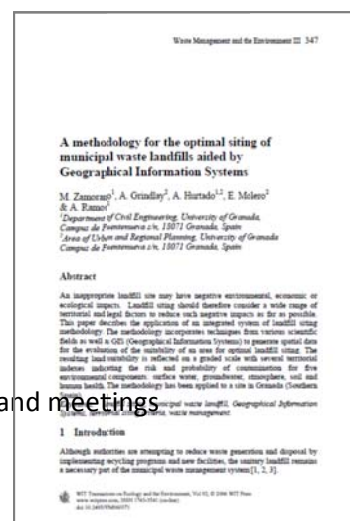 Waste Management and the Environment III 347
A methodology for the optimal siting of
municipal waste landfills aided by
Geographical Information Systems
M. Zamorano¹, A. Grindlay², A. Hurtado¹,², E. Molero²
& A. Ramos¹
¹Department of Civil Engineering, University of Granada,
Campus de Fuentenueva s/n, 18071 Granada, Spain
²Area of Urban and Regional Planning, University of Granada
Campus de Fuentenueva s/n, 18071 Granada, Spain
Abstract
An inappropriate landfill site may have negative environmental, economic or
ecological impacts. Landfill siting should therefore consider a wide range of
territorial and legal factors to reduce such negative impacts as far as possible.
This paper describes the application of an integrated system of landfill siting
methodology. The methodology incorporates techniques from various scientific
fields as well a GIS (Geographical Information Systems) to generate spatial data
for the evaluation of the suitability of an area for optimal landfill siting. The
resulting land suitability is reflected on a graded scale with several territorial
indexes indicating the risk and probability of contamination for five
environmental components: surface water, groundwater, atmosphere, soil and
human health. The methodology has been applied to a site in Granada (Southern
and meetings
municipal waste landfill, Geographical Information
waste management
1 Introduction
Although authorities are attempting to reduce waste generation and disposal by
implementing recycling programs and new facilities, the sanitary landfill remains
a necessary part of the municipal waste management system [1, 2, 3].
WIT Transactions on Ecology and the Environment, Vol 92, © 2006 WIT Press
www.witpress.com, ISSN 1743-3541 (on-line)